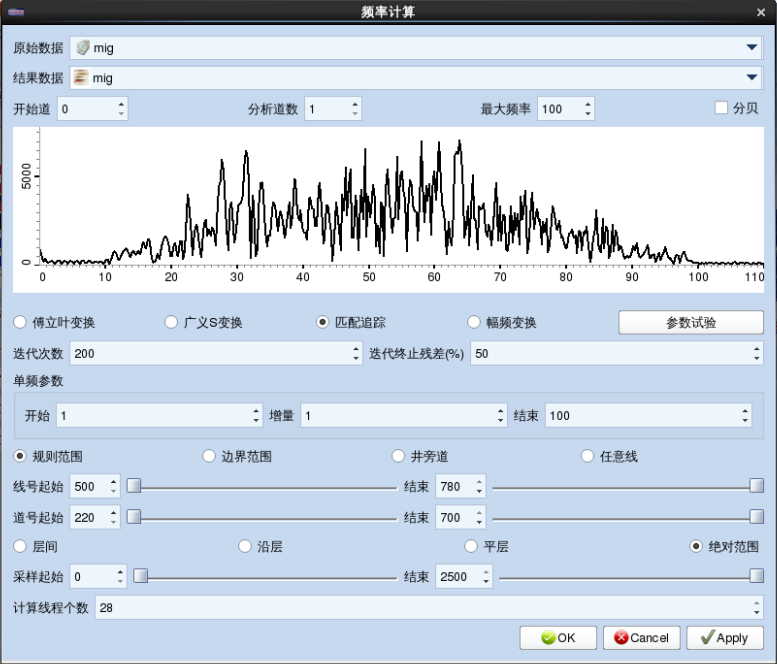 频率计算
原始数据 mig
结果数据 mig
开始道 0 分析道数 1 最大频率 100 分贝
5000
0
0 10 20 30 40 50 60 70 80 90 100 110
傅立叶变换 广义S变换 匹配追踪 幅频变换 参数试验
迭代次数 200 迭代终止残差(%) 50
单频参数
开始 1 增量 1 结束 100
规则范围 边界范围 井旁道 任意线
线号起始 500 结束 780
道号起始 220 结束 700
层间 沿层 平层 绝对范围
采样起始 0 结束 2500
计算线程个数 28
OK Cancel Apply